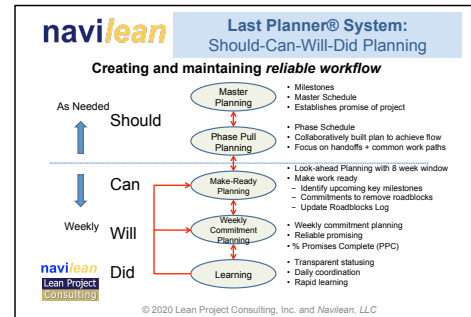 navilean
Last Planner® System:
Should-Can-Will-Did Planning
Creating and maintaining reliable workflow
As Needed
Should
Master
Planning
• Milestones
• Master Schedule
• Establishes promise of project
Phase Pull
Planning
• Phase Schedule
• Collaboratively built plan to achieve flow
• Focus on handoffs + common work paths
Can
Make-Ready Planning
• Look-ahead Planning with 8 week window
• Make work ready
– Identify upcoming key milestones
– Commitments to remove roadblocks
– Update Roadblocks Log
Weekly
Will
Weekly
Commitment
Planning
• Weekly commitment planning
• Reliable promising
• % Promises Complete (PPC)
Did
Learning
• Transparent statusing
• Daily coordination
• Rapid learning
navilean
Lean Project
Consulting
© 2020 Lean Project Consulting, Inc. and Navilean, LLC